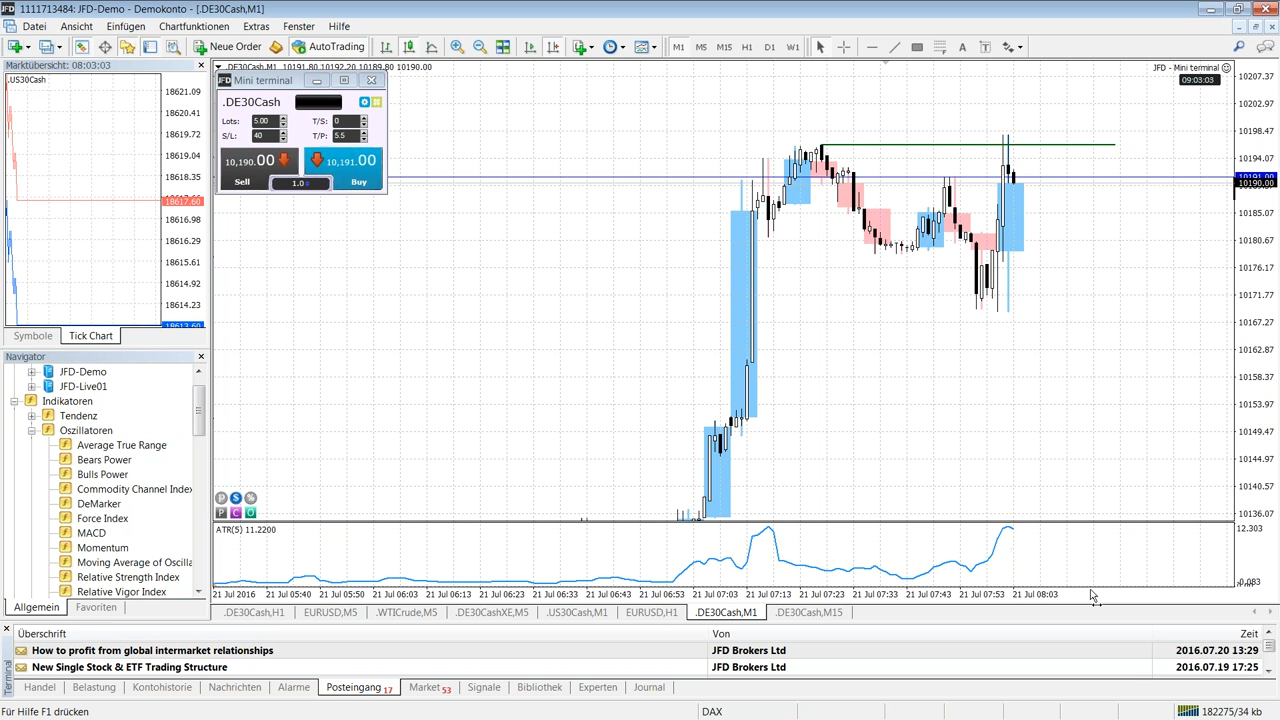 1111713484: JFD-Demo - Demokonto - [.DE30Cash,M1]
Datei Ansicht Einfügen Chartfunktionen Extras Fenster Hilfe
Neue Order AutoTrading M1 M5 M15 H1 D1 W1 A T
Marktübersicht: 08:03:03
.US30Cash
18621.09
18620.41
18619.72
18619.04
18618.35
18617.60
18616.98
18616.29
18615.61
18614.92
18614.23
18613.60
Symbole Tick Chart
Navigator
JFD-Demo
JFD-Live01
Indikatoren
Tendenz
Oszillatoren
Average True Range
Bears Power
Bulls Power
Commodity Channel Index
DeMarker
Force Index
MACD
Momentum
Moving Average of Oscilla
Relative Strength Index
Relative Vigor Index
Allgemein Favoriten
.DE30Cash,M1 10191.80 10192.20 10189.80 10190.00
JFD - Mini terminal
09:03:03
JFD Mini terminal
.DE30Cash
Lots: 5.00 T/S: 0
S/L: 40 T/P: 5.5
10,190.00 10,191.00
Sell 1.0 Buy
10207.37
10202.97
10198.47
10194.07
10191.00
10190.00
10185.07
10180.67
10176.17
10171.77
10167.27
10162.87
10158.37
10153.97
10149.47
10144.97
10140.57
10136.07
P S %
P C O
ATR(5) 11.2200
12.303
-0.083
21 Jul 2016 21 Jul 05:40 21 Jul 05:50 21 Jul 06:03 21 Jul 06:13 21 Jul 06:23 21 Jul 06:33 21 Jul 06:43 21 Jul 06:53 21 Jul 07:03 21 Jul 07:13 21 Jul 07:23 21 Jul 07:33 21 Jul 07:43 21 Jul 07:53 21 Jul 08:03
.DE30Cash,H1 EURUSD,M5 .WTICrude,M5 .DE30CashXE,M5 .US30Cash,M1 EURUSD,H1 .DE30Cash,M1 .DE30Cash,M15
Überschrift Von Zeit
How to profit from global intermarket relationships JFD Brokers Ltd 2016.07.20 13:29
New Single Stock & ETF Trading Structure JFD Brokers Ltd 2016.07.19 17:25
Terminal
Handel Belastung Kontohistorie Nachrichten Alarme Posteingang 17 Market 53 Signale Bibliothek Experten Journal
Für Hilfe F1 drücken DAX 182275/34 kb